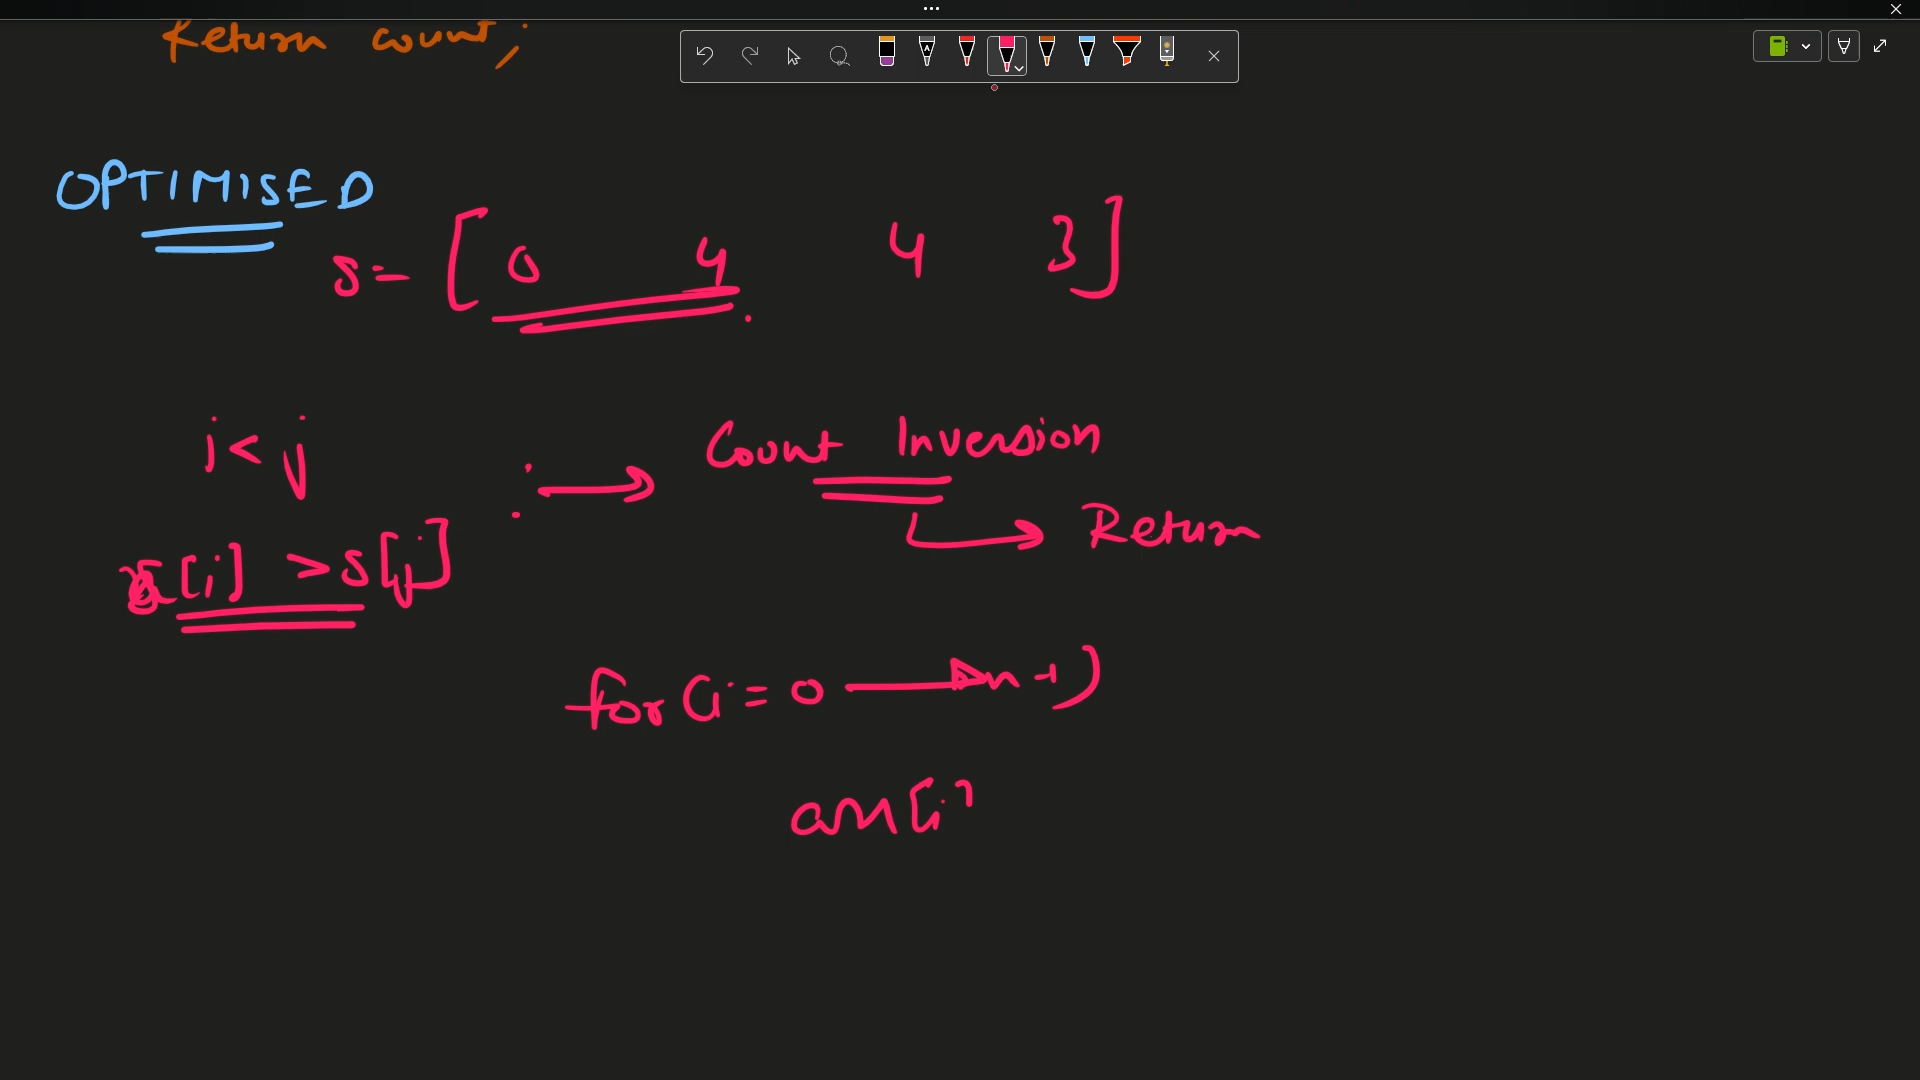 Return count;
OPTIMISED
s = [ 0 4 4 3 ]
i < j
Count Inversion
Return
s[i] > s[j]
for (i = 0 → n-1)
arr[i]